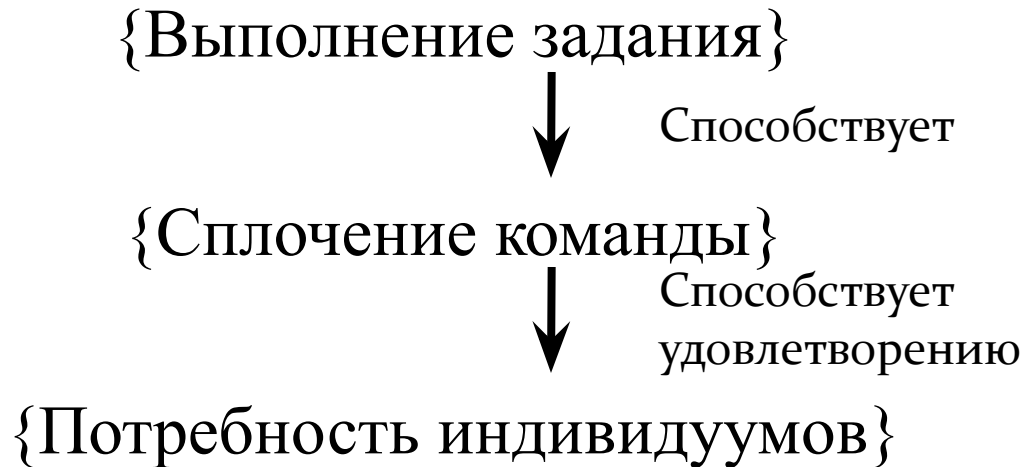 {Выполнение задания}
Способствует
{Сплочение команды}
Способствует
удовлетворению
{Потребность индивидуумов}